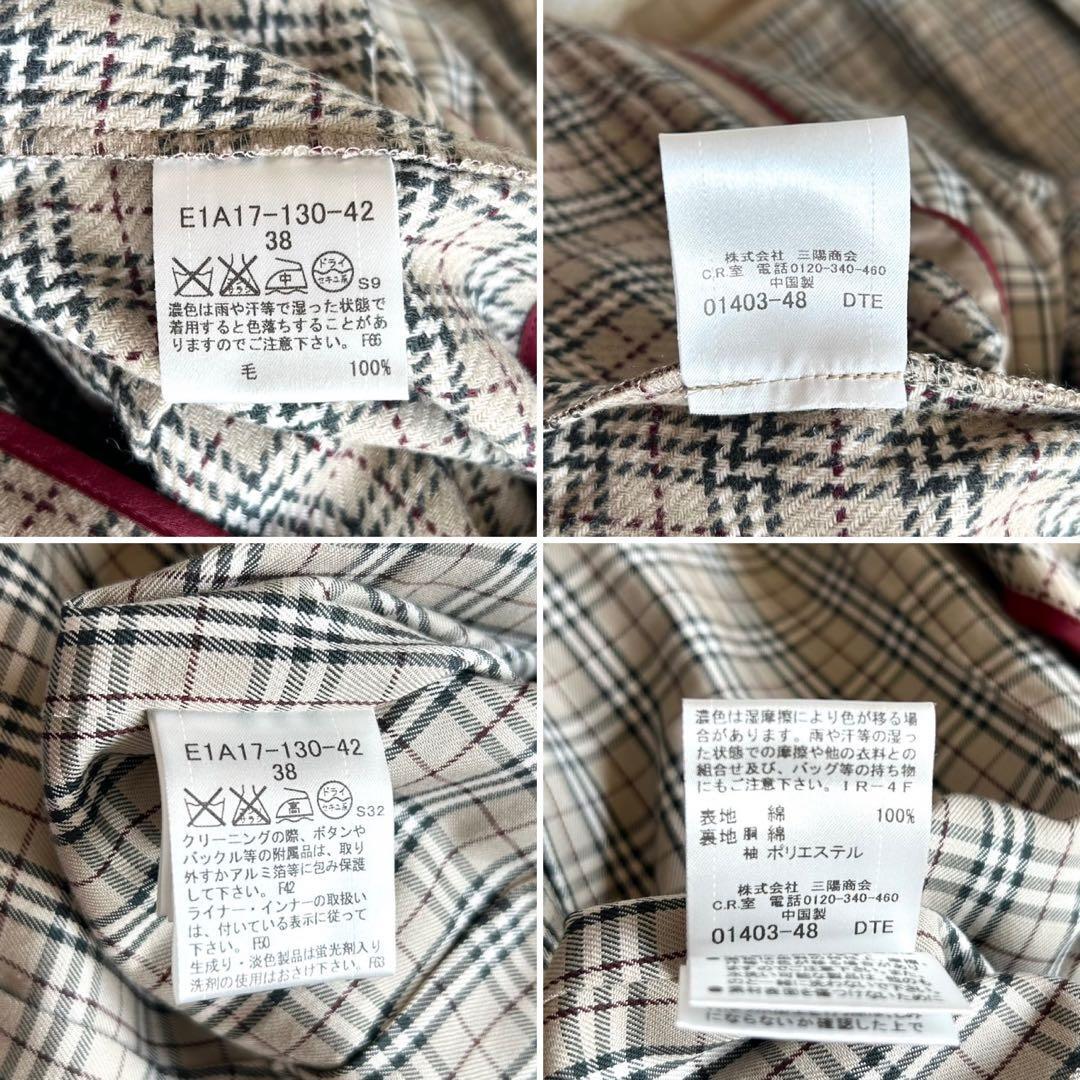 E1A17-130-42
38
中 ドライ セキユ系 S9
濃色は雨や汗等で湿った状態で
着用すると色落ちすることがあ
りますのでご注意下さい。 F66
毛 100%
株式会社 三陽商会
C.R.室 電話0120-340-460
中国製
01403-48 DTE
E1A17-130-42
38
高 ドライ セキユ系 S32
クリーニングの際、ボタンや
バックル等の附属品は、取り
外すかアルミ箔等に包み保護
して下さい。 F42
ライナー・インナーの取扱い
は、付いている表示に従って
下さい。 F50
生成り・淡色製品は蛍光剤入り
洗剤の使用はおさけ下さい。 F63
濃色は湿摩擦により色が移る場
合があります。雨や汗等の湿っ
た状態での摩擦や他の衣料との
組合せ及び、バッグ等の持ち物
にもご注意下さい。 IR-4F
表地 綿 100%
裏地 胴 綿
袖 ポリエステル
株式会社 三陽商会
C.R.室 電話0120-340-460
中国製
01403-48 DTE
にならないか確認した上で